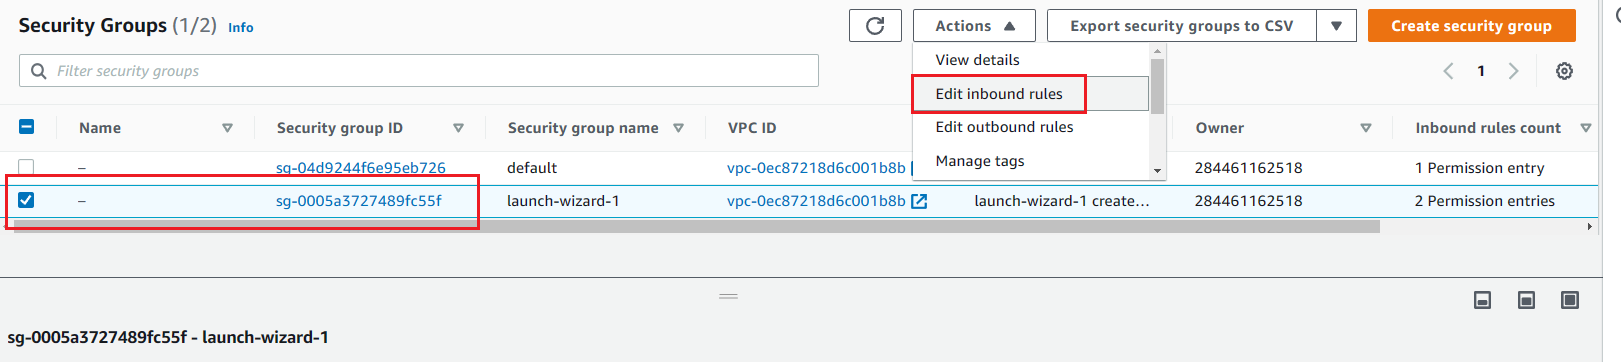 Security Groups (1/2) Info
Actions
Export security groups to CSV
Create security group
Filter security groups
1
View details
Edit inbound rules
Edit outbound rules
Manage tags
Name Security group ID Security group name VPC ID Owner Inbound rules count
– sg-04d9244f6e95eb726 default vpc-0ec87218d6c001b8b 284461162518 1 Permission entry
– sg-0005a3727489fc55f launch-wizard-1 vpc-0ec87218d6c001b8b launch-wizard-1 create... 284461162518 2 Permission entries
sg-0005a3727489fc55f - launch-wizard-1